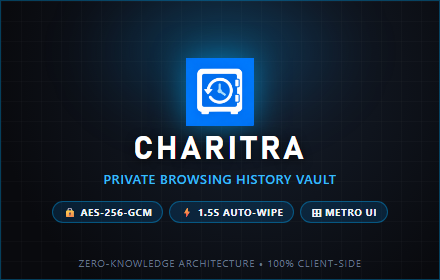 CHARITRA
PRIVATE BROWSING HISTORY VAULT
AES-256-GCM 1.5S AUTO-WIPE METRO UI
ZERO-KNOWLEDGE ARCHITECTURE • 100% CLIENT-SIDE